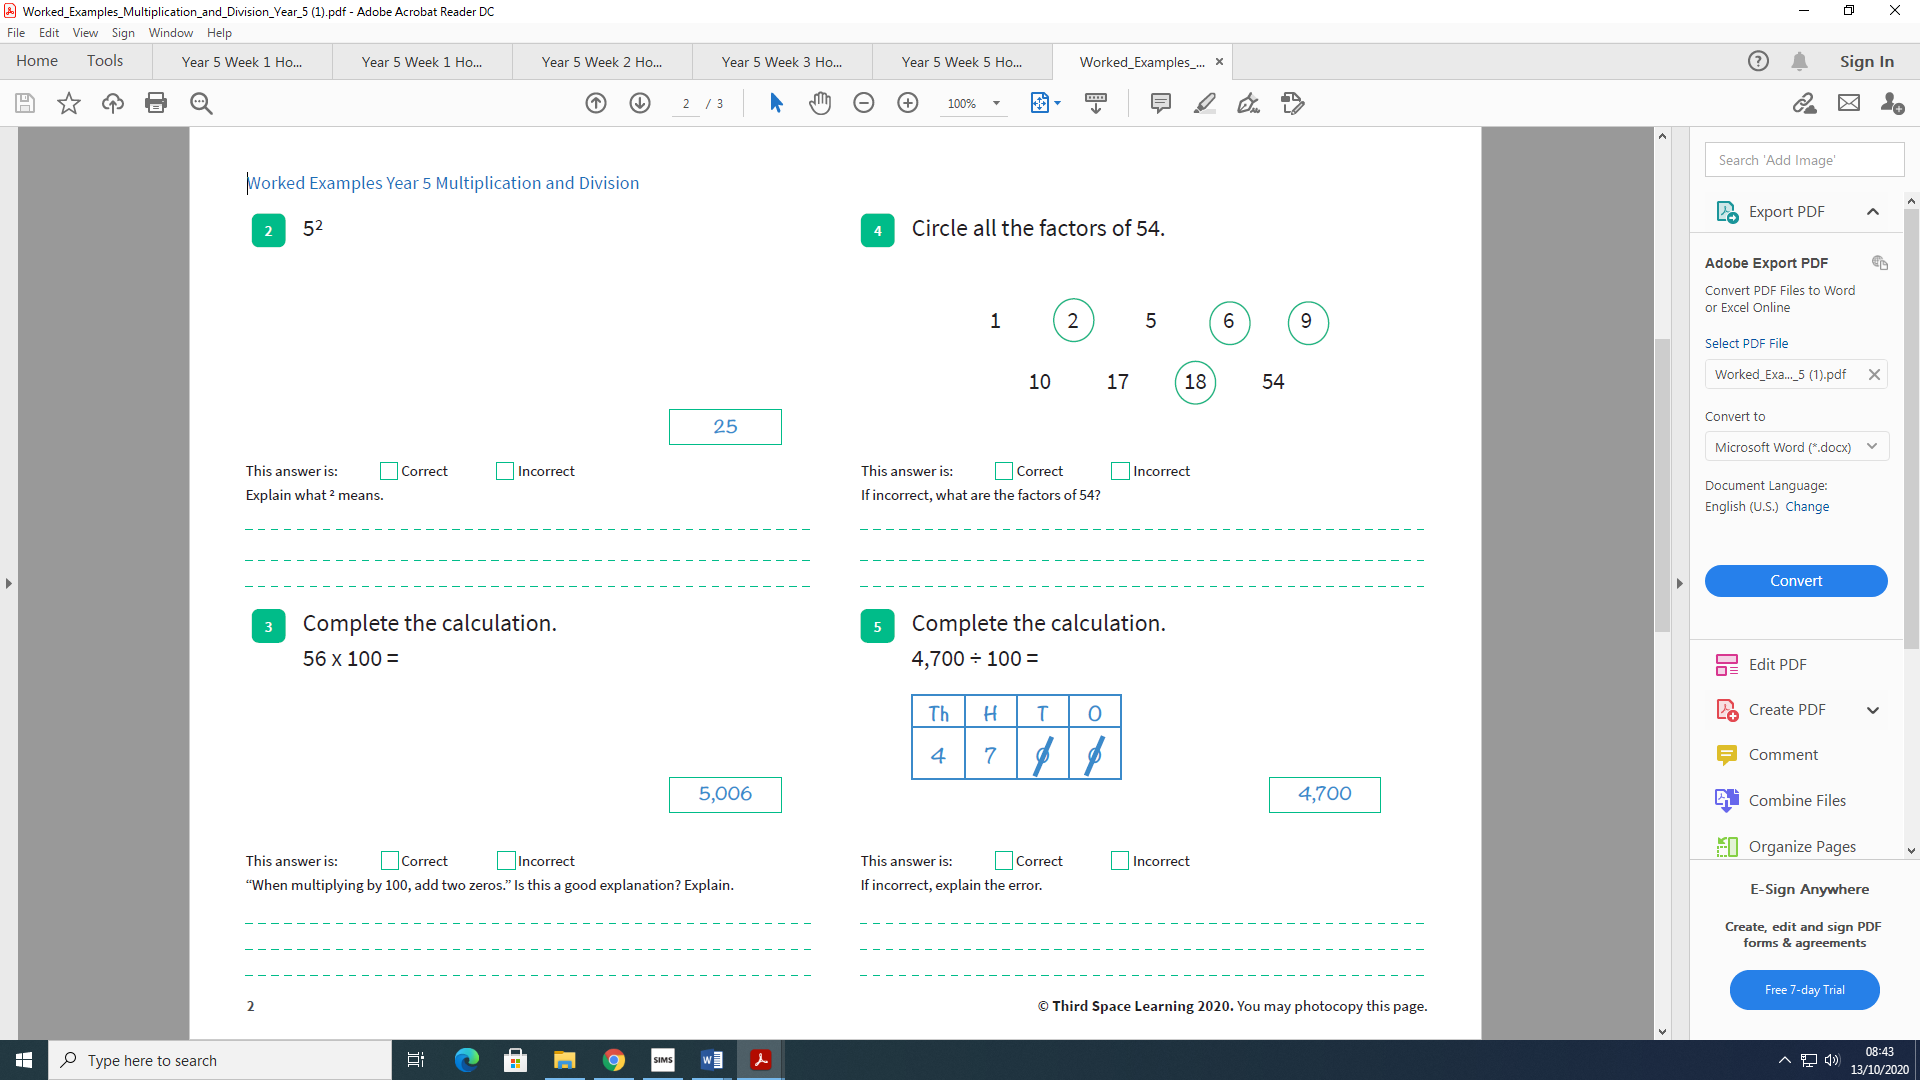 Worked_Examples_Multiplication_and_Division_Year_5 (1).pdf - Adobe Acrobat Reader DC
File Edit View Sign Window Help
Home Tools Year 5 Week 1 Ho... Year 5 Week 1 Ho... Year 5 Week 2 Ho... Year 5 Week 3 Ho... Year 5 Week 5 Ho... Worked_Examples_... × Sign In
2 / 3 100%
Worked Examples Year 5 Multiplication and Division
2 5²
25
This answer is: Correct Incorrect
Explain what ² means.
3 Complete the calculation.
56 x 100 =
5,006
This answer is: Correct Incorrect
“When multiplying by 100, add two zeros.” Is this a good explanation? Explain.
4 Circle all the factors of 54.
1 2 5 6 9
10 17 18 54
This answer is: Correct Incorrect
If incorrect, what are the factors of 54?
5 Complete the calculation.
4,700 ÷ 100 =
Th H T O
4 7 0 0
4,700
This answer is: Correct Incorrect
If incorrect, explain the error.
2
© Third Space Learning 2020. You may photocopy this page.
Search 'Add Image'
Export PDF
Adobe Export PDF
Convert PDF Files to Word
or Excel Online
Select PDF File
Worked_Exa..._5 (1).pdf
Convert to
Microsoft Word (*.docx)
Document Language:
English (U.S.) Change
Convert
Edit PDF
Create PDF
Comment
Combine Files
Organize Pages
E-Sign Anywhere
Create, edit and sign PDF
forms & agreements
Free 7-day Trial
Type here to search
SIMS
08:43
13/10/2020